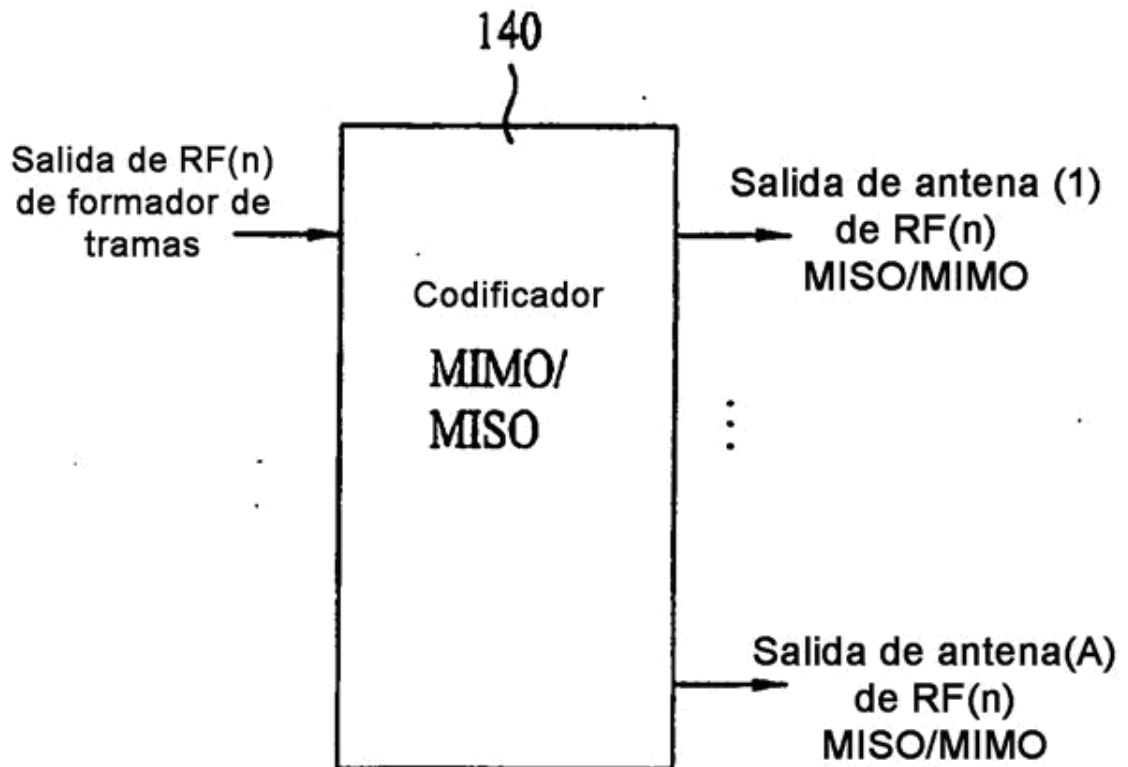 140
Salida de RF(n)
de formador de
tramas
Codificador
MIMO/
MISO
Salida de antena (1)
de RF(n)
MISO/MIMO
Salida de antena(A)
de RF(n)
MISO/MIMO